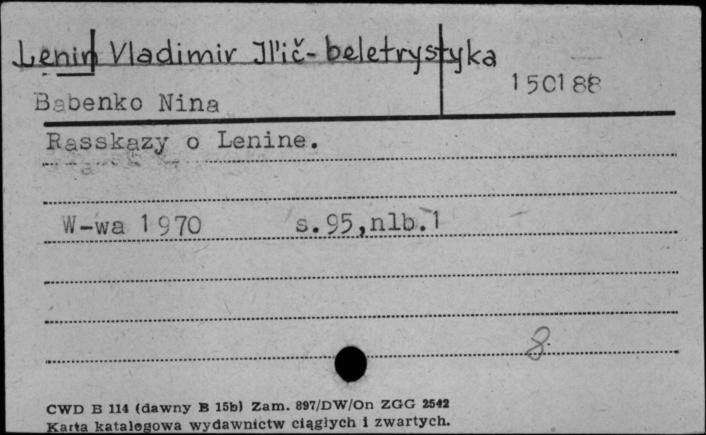 Lenin Vladimir Il'ič - beletrystyka
150188
Babenko Nina
Rasskazy o Lenine.
W-wa 1970 s.95,nlb.1
8
CWD B 114 (dawny B 15b) Zam. 897/DW/On ZGG 2542
Karta katalogowa wydawnictw ciągłych i zwartych.